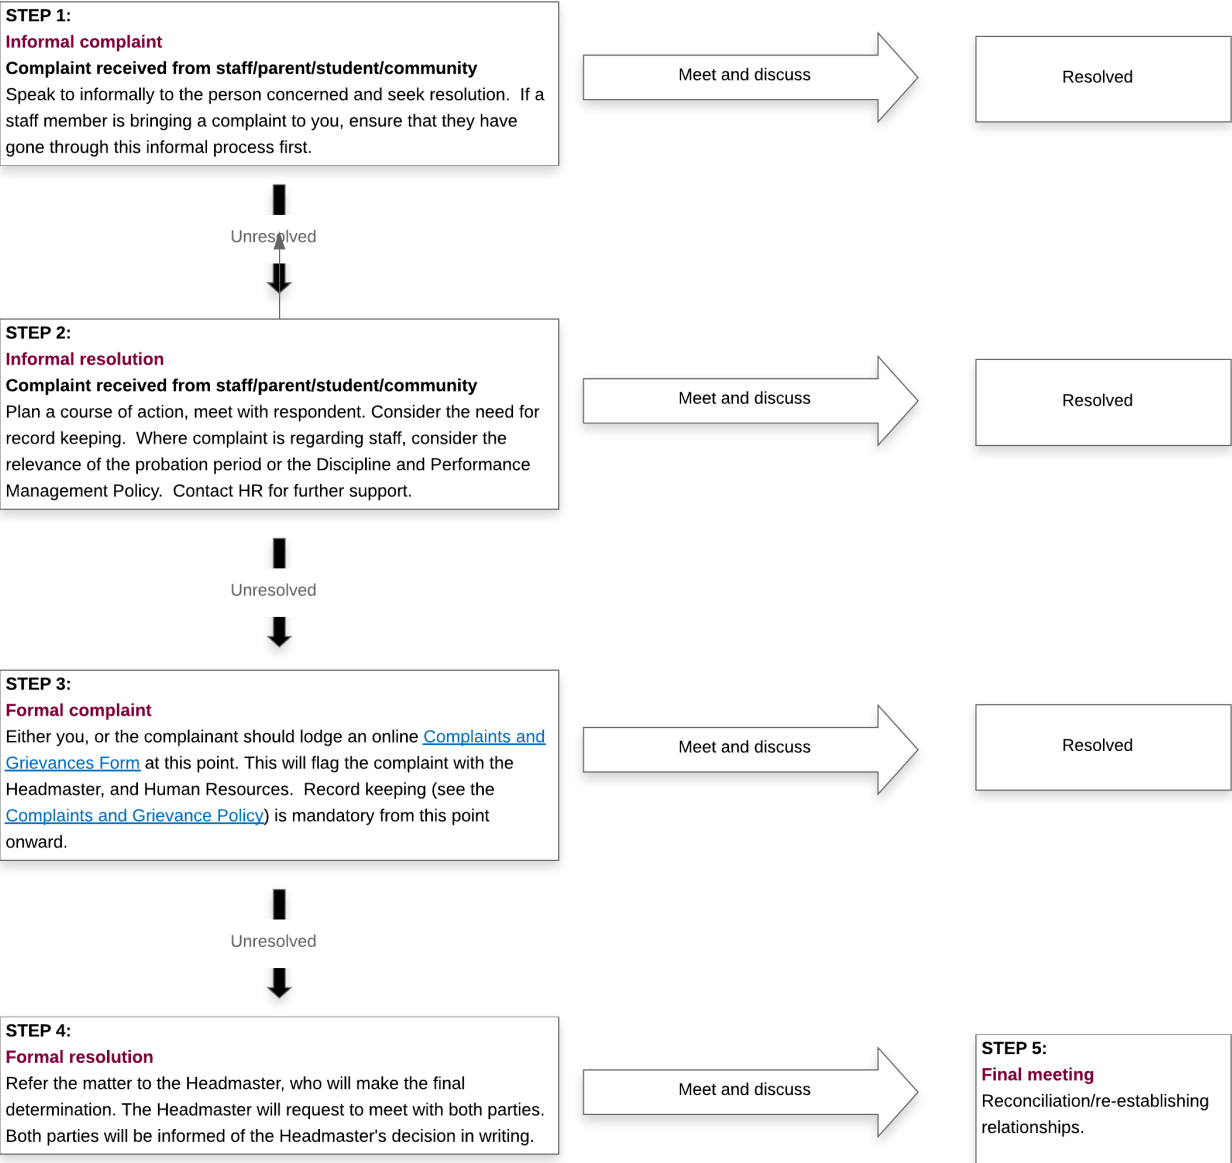 STEP 1:
Informal complaint
Complaint received from staff/parent/student/community
Speak to informally to the person concerned and seek resolution.  If a
staff member is bringing a complaint to you, ensure that they have
gone through this informal process first.
Meet and discuss
Resolved
Unresolved
STEP 2:
Informal resolution
Complaint received from staff/parent/student/community
Plan a course of action, meet with respondent. Consider the need for
record keeping.  Where complaint is regarding staff, consider the
relevance of the probation period or the Discipline and Performance
Management Policy.  Contact HR for further support.
Meet and discuss
Resolved
Unresolved
STEP 3:
Formal complaint
Either you, or the complainant should lodge an online Complaints and
Grievances Form at this point. This will flag the complaint with the
Headmaster, and Human Resources.  Record keeping (see the
Complaints and Grievance Policy) is mandatory from this point
onward.
Meet and discuss
Resolved
Unresolved
STEP 4:
Formal resolution
Refer the matter to the Headmaster, who will make the final
determination. The Headmaster will request to meet with both parties.
Both parties will be informed of the Headmaster's decision in writing.
Meet and discuss
STEP 5:
Final meeting
Reconciliation/re-establishing
relationships.